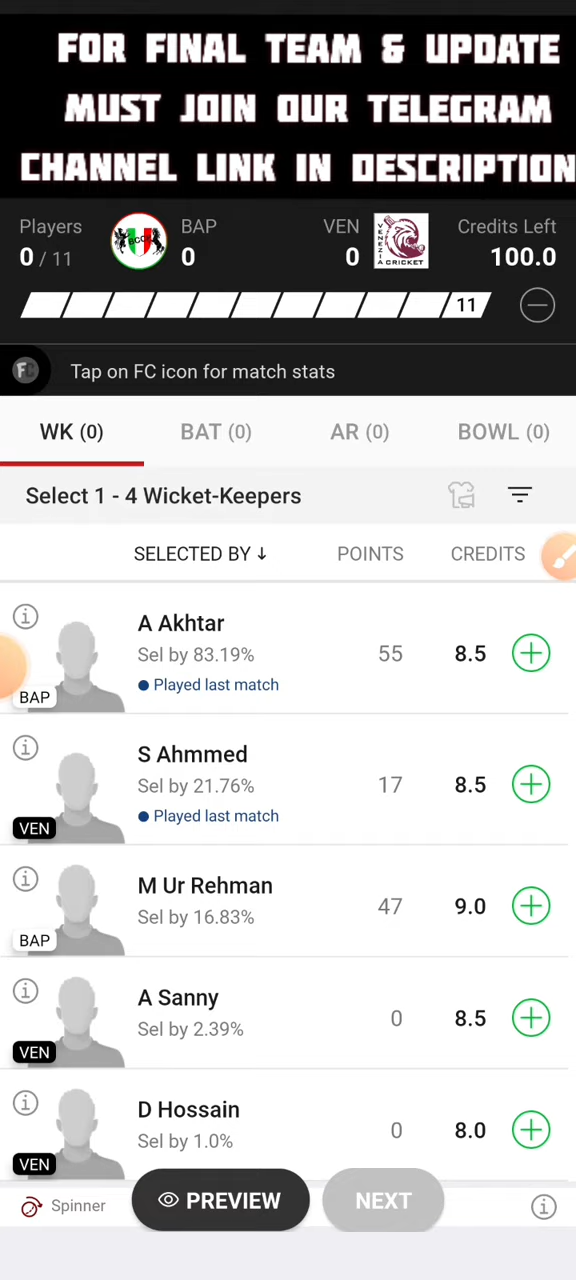 FOR FINAL TEAM & UPDATE
MUST JOIN OUR TELEGRAM
CHANNEL LINK IN DESCRIPTION
Players BAP VEN Credits Left
0 / 11 0 0 100.0
BCCR
VENEZIA
CRICKET
11
FC Tap on FC icon for match stats
WK (0) BAT (0) AR (0) BOWL (0)
Select 1 - 4 Wicket-Keepers
SELECTED BY ↓ POINTS CREDITS
A Akhtar
Sel by 83.19% 55 8.5
Played last match
BAP
S Ahmmed
Sel by 21.76% 17 8.5
Played last match
VEN
M Ur Rehman
Sel by 16.83% 47 9.0
BAP
A Sanny
Sel by 2.39% 0 8.5
VEN
D Hossain
Sel by 1.0% 0 8.0
VEN
Spinner PREVIEW NEXT